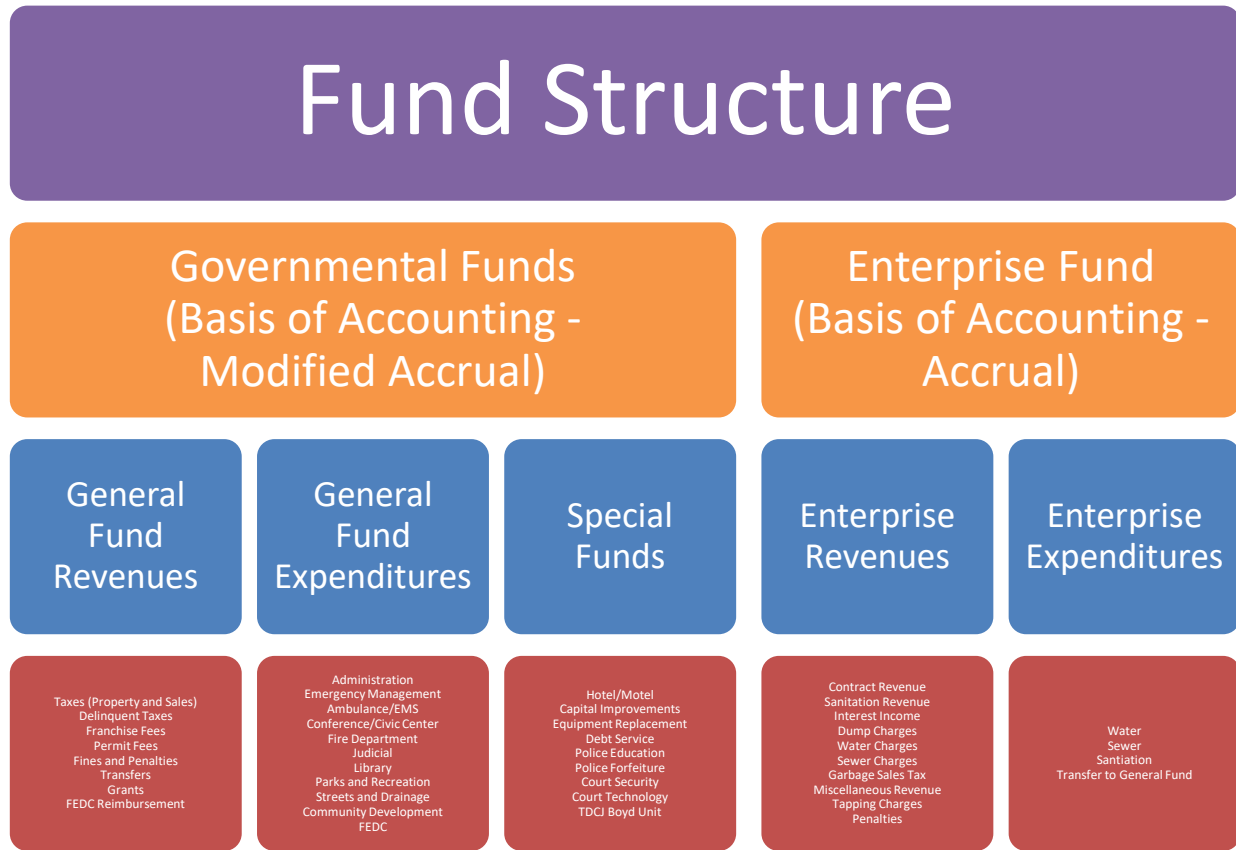 Fund Structure
Governmental Funds
(Basis of Accounting -
Modified Accrual)
Enterprise Fund
(Basis of Accounting -
Accrual)
General
Fund
Revenues
General
Fund
Expenditures
Special
Funds
Enterprise
Revenues
Enterprise
Expenditures
Taxes (Property and Sales)
Delinquent Taxes
Franchise Fees
Permit Fees
Fines and Penalties
Transfers
Grants
FEDC Reimbursement
Administration
Emergency Management
Ambulance/EMS
Conference/Civic Center
Fire Department
Judicial
Library
Parks and Recreation
Streets and Drainage
Community Development
FEDC
Hotel/Motel
Capital Improvements
Equipment Replacement
Debt Service
Police Education
Police Forfeiture
Court Security
Court Technology
TDCJ Boyd Unit
Contract Revenue
Sanitation Revenue
Interest Income
Dump Charges
Water Charges
Sewer Charges
Garbage Sales Tax
Miscellaneous Revenue
Tapping Charges
Penalties
Water
Sewer
Santiation
Transfer to General Fund